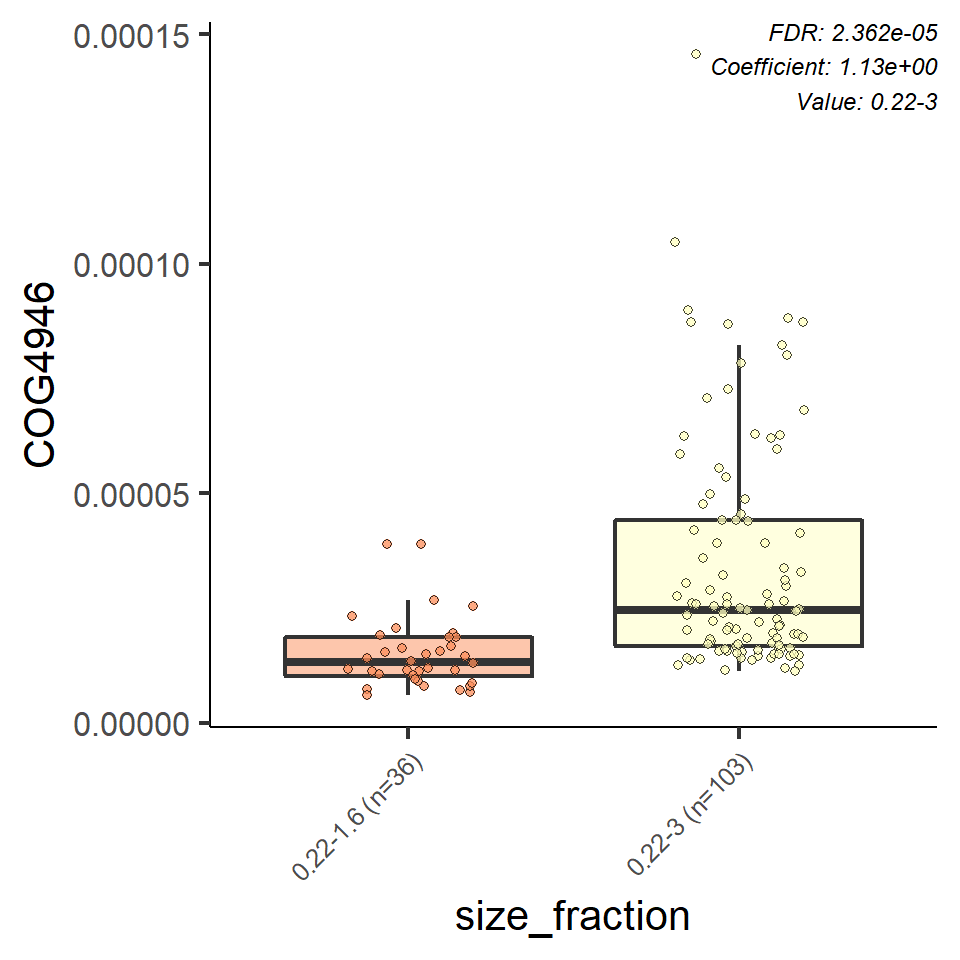 FDR: 2.362e-05
Coefficient: 1.13e+00
Value: 0.22-3
0.00015
0.00010
0.00005
0.00000
COG4946
0.22-1.6 (n=36)
0.22-3 (n=103)
size_fraction